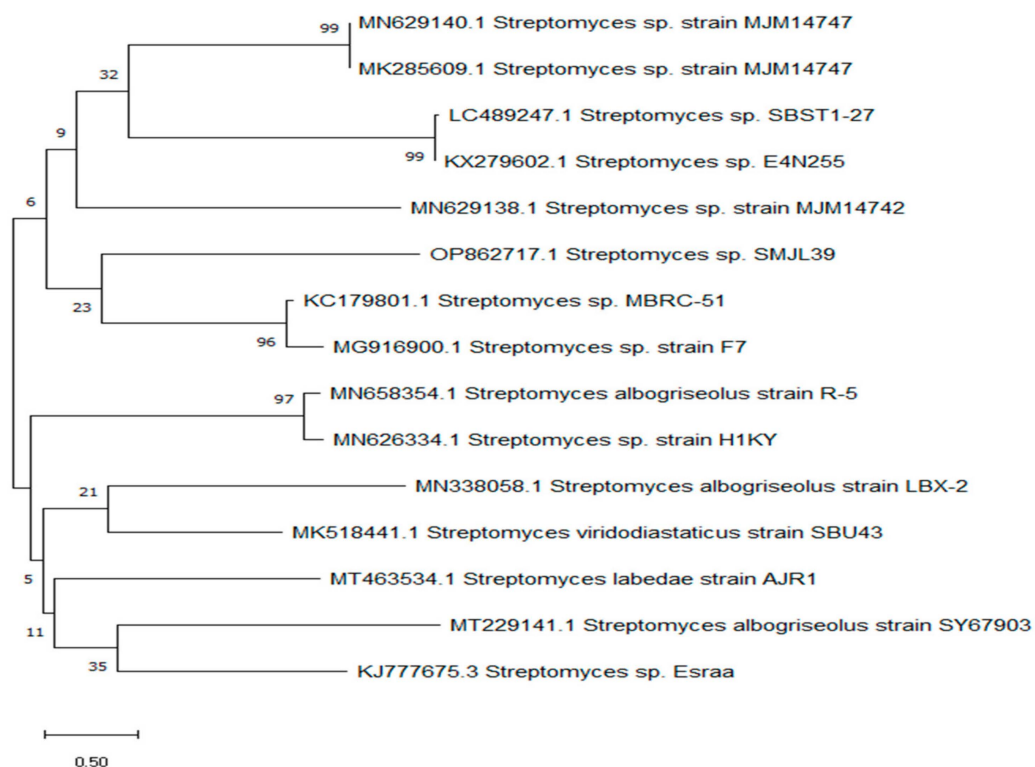 99
MN629140.1 Streptomyces sp. strain MJM14747
MK285609.1 Streptomyces sp. strain MJM14747
32
LC489247.1 Streptomyces sp. SBST1-27
99
KX279602.1 Streptomyces sp. E4N255
9
MN629138.1 Streptomyces sp. strain MJM14742
6
OP862717.1 Streptomyces sp. SMJL39
23
KC179801.1 Streptomyces sp. MBRC-51
96
MG916900.1 Streptomyces sp. strain F7
97
MN658354.1 Streptomyces albogriseolus strain R-5
MN626334.1 Streptomyces sp. strain H1KY
21
MN338058.1 Streptomyces albogriseolus strain LBX-2
MK518441.1 Streptomyces viridodiastaticus strain SBU43
5
MT463534.1 Streptomyces labedae strain AJR1
11
MT229141.1 Streptomyces albogriseolus strain SY67903
35
KJ777675.3 Streptomyces sp. Esraa
0.50